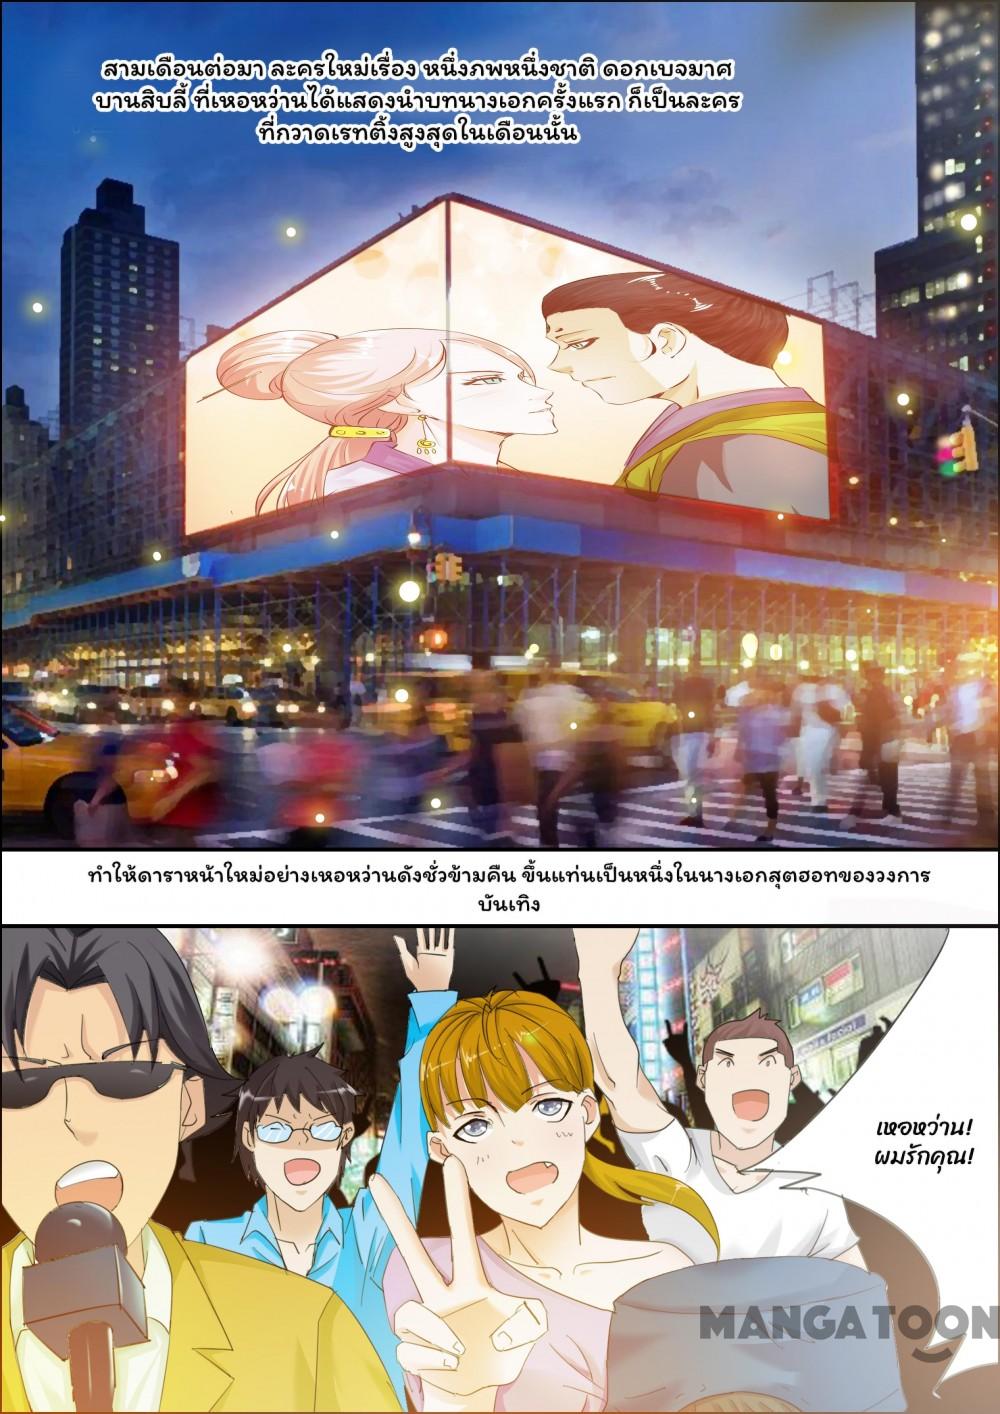 สามเดือนต่อมา ละครใหม่เรื่อง หนึ่งภพหนึ่งชาติ ดอกเบจมาศ
บานสิบลี้ ที่เหอหว่านได้แสดงนำบทนางเอกครั้งแรก ก็เป็นละคร
ที่กวาดเรทติ้งสูงสุดในเดือนนั้น
ทำให้ดาราหน้าใหม่อย่างเหอหว่านดังชั่วข้ามคืน ขึ้นแท่นเป็นหนึ่งในนางเอกสุตฮอทของวงการ
บันเทิง
เหอหว่าน!
ผมรักคุณ!
MANGATOON